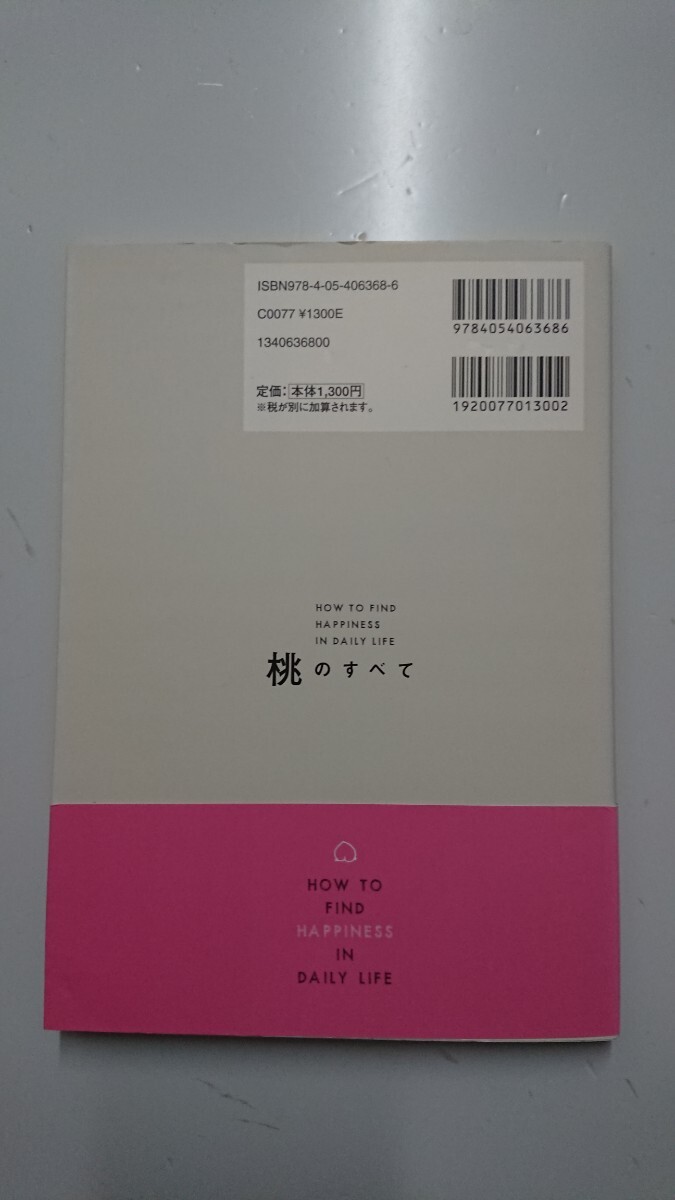 ISBN978-4-05-406368-6
C0077 ¥1300E
1340636800
定価：本体1,300円
※税が別に加算されます。
9784054063686
1920077013002
HOW TO FIND
HAPPINESS
IN DAILY LIFE
桃のすべて
HOW TO
FIND
HAPPINESS
IN
DAILY LIFE